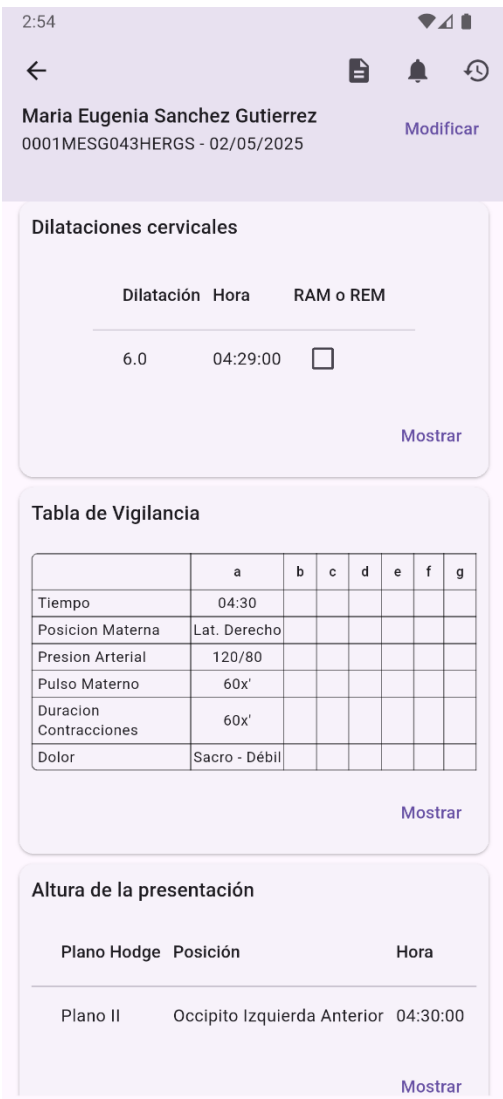 2:54
Maria Eugenia Sanchez Gutierrez
0001MESG043HERGS - 02/05/2025
Modificar
Dilataciones cervicales
Dilatación Hora RAM o REM
6.0 04:29:00
Mostrar
Tabla de Vigilancia
a b c d e f g
Tiempo 04:30
Posicion Materna Lat. Derecho
Presion Arterial 120/80
Pulso Materno 60x'
Duracion
Contracciones 60x'
Dolor Sacro - Débil
Mostrar
Altura de la presentación
Plano Hodge Posición Hora
Plano II Occipito Izquierda Anterior 04:30:00
Mostrar